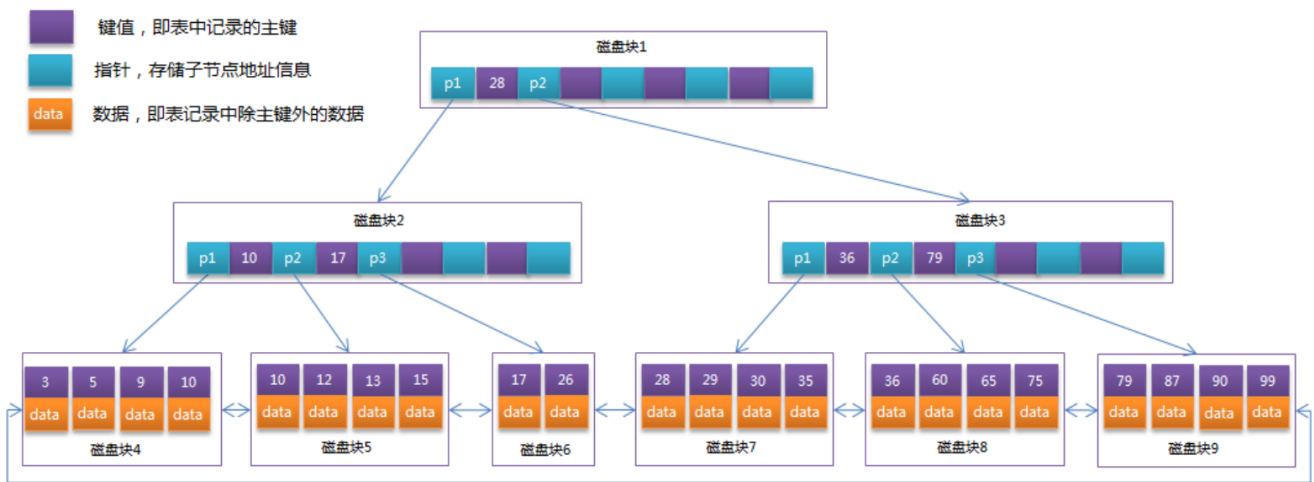 键值，即表中记录的主键
指针，存储子节点地址信息
data 数据，即表记录中除主键外的数据
磁盘块1
p1 28 p2
磁盘块2
p1 10 p2 17 p3
磁盘块3
p1 36 p2 79 p3
3 5 9 10
data data data data
磁盘块4
10 12 13 15
data data data data
磁盘块5
17 26
data data
磁盘块6
28 29 30 35
data data data data
磁盘块7
36 60 65 75
data data data data
磁盘块8
79 87 90 99
data data data data
磁盘块9